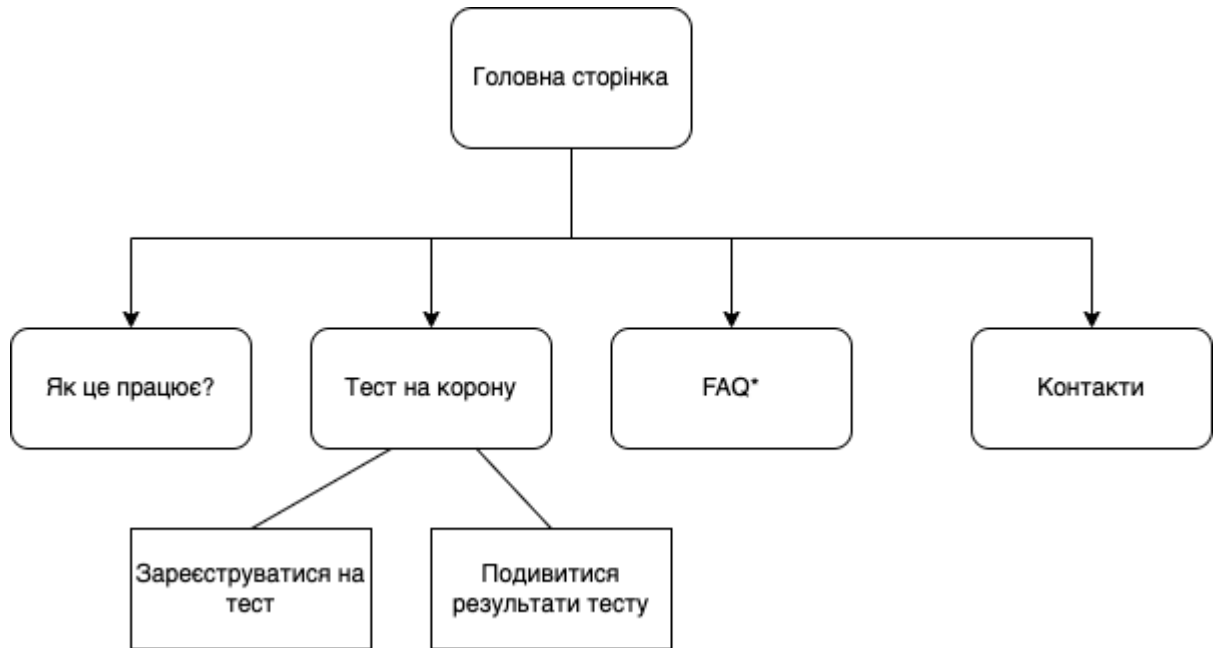 Головна сторінка
Як це працює?
Тест на корону
FAQ*
Контакти
Зареєструватися на
тест
Подивитися
результати тесту